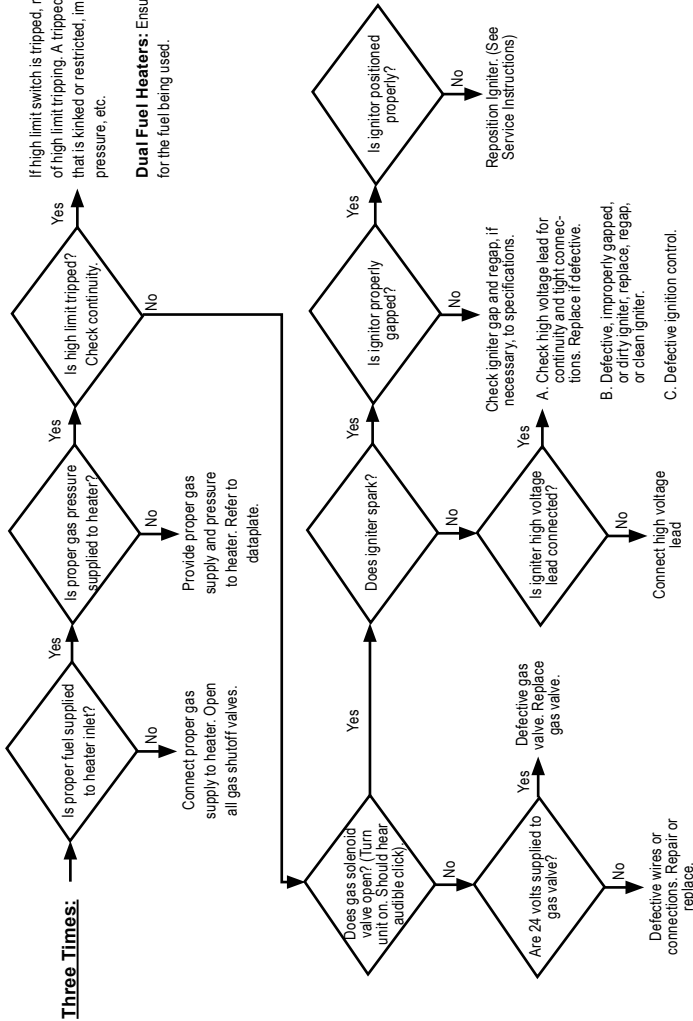 Three Times:
Is proper fuel supplied
to heater inlet?
Yes
No
Connect proper gas
supply to heater. Open
all gas shutoff valves.
Is proper gas pressure
supplied to heater?
Yes
No
Provide proper gas
supply and pressure
to heater. Refer to
dataplate.
Is high limit tripped?
Check continuity.
Yes
No
If high limit switch is tripped,
of high limit tripping. A tripped
that is kinked or restricted, im
pressure, etc.
Dual Fuel Heaters: Ensu
for the fuel being used.
Does gas solenoid
valve open? (Turn
unit on. Should hear
audible click).
Yes
No
Are 24 volts supplied to
gas valve?
Yes
Defective gas
valve. Replace
gas valve.
No
Defective wires or
connections. Repair or
replace.
Does igniter spark?
Yes
No
Is igniter high voltage
lead connected?
Yes
A. Check high voltage lead for
continuity and tight connec-
tions. Replace if defective.
B. Defective, improperly gapped,
or dirty igniter, replace, regap,
or clean igniter.
C. Defective ignition control.
No
Connect high voltage
lead
Is ignitor properly
gapped?
Yes
No
Check igniter gap and regap, if
necessary, to specifications.
Is ignitor positioned
properly?
No
Reposition Igniter. (See
Service Instructions)